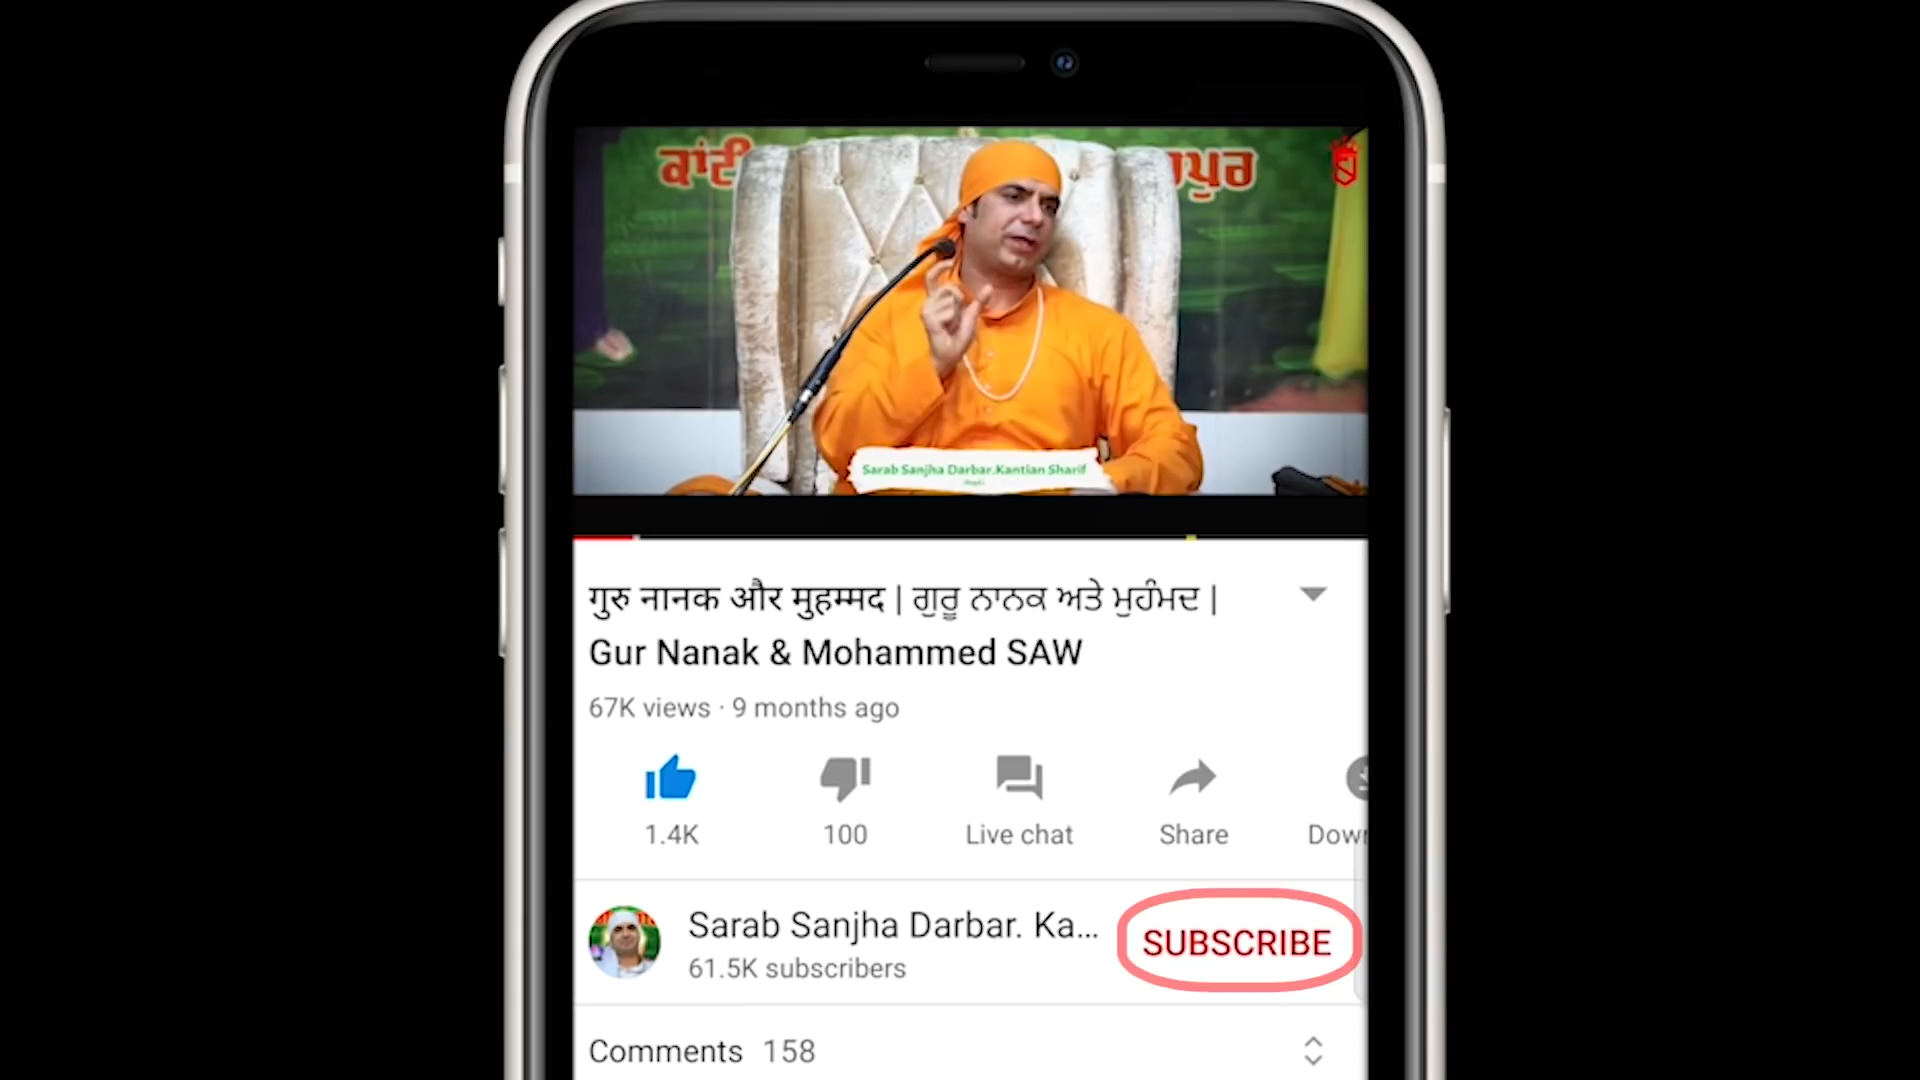 ਕਾਂਟੀ
ਪੁਰ
Sarab Sanjha Darbar.Kantian Sharif
गुरु नानक और मुहम्मद | ਗੁਰੂ ਨਾਨਕ ਅਤੇ ਮੁਹੰਮਦ |
Gur Nanak & Mohammed SAW
67K views · 9 months ago
1.4K 100 Live chat Share Down
Sarab Sanjha Darbar. Ka...
SUBSCRIBE
61.5K subscribers
Comments 158